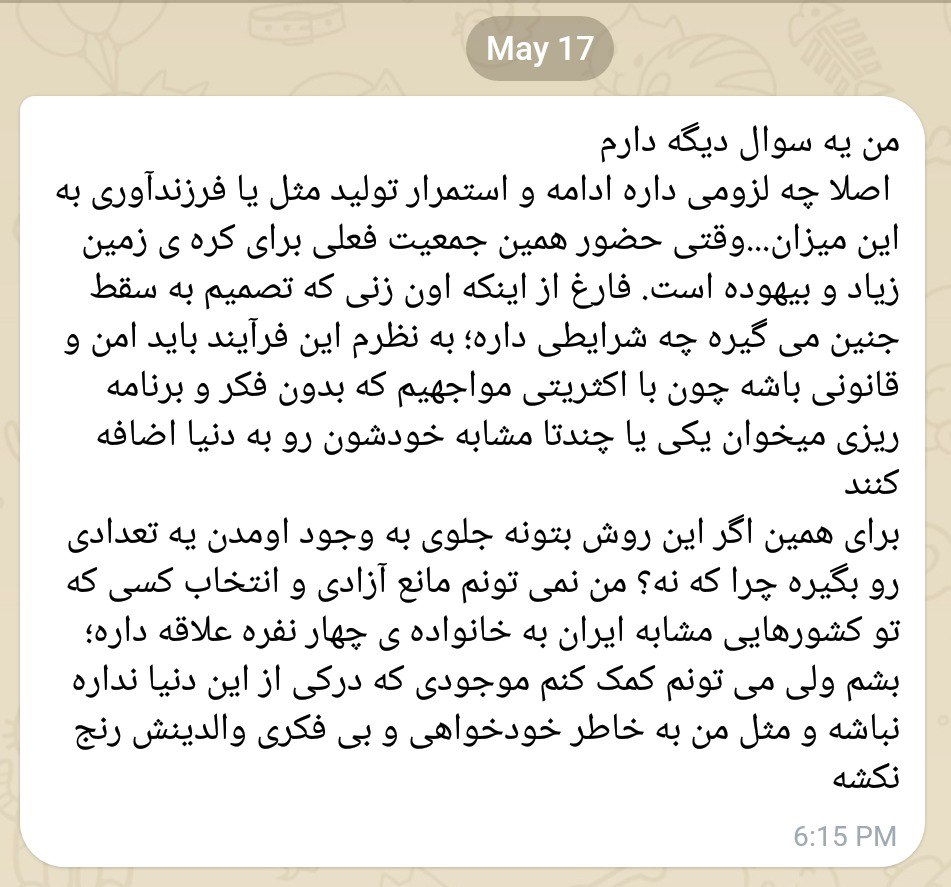 May 17
من یه سوال دیگه دارم
اصلا چه لزومی داره ادامه و استمرار تولید مثل یا فرزندآوری به
این میزان...وقتی حضور همین جمعیت فعلی برای کره ی زمین
زیاد و بیهوده است. فارغ از اینکه اون زنی که تصمیم به سقط
جنین می گیره چه شرایطی داره؛ به نظرم این فرآیند باید امن و
قانونی باشه چون با اکثریتی مواجهیم که بدون فکر و برنامه
ریزی میخوان یکی یا چندتا مشابه خودشون رو به دنیا اضافه
کنند
برای همین اگر این روش بتونه جلوی به وجود اومدن یه تعدادی
رو بگیره چرا که نه؟ من نمی تونم مانع آزادی و انتخاب کسی که
تو کشورهایی مشابه ایران به خانواده ی چهار نفره علاقه داره؛
بشم ولی می تونم کمک کنم موجودی که درکی از این دنیا نداره
نباشه و مثل من به خاطر خودخواهی و بی فکری والدینش رنج
نکشه
6:15 PM